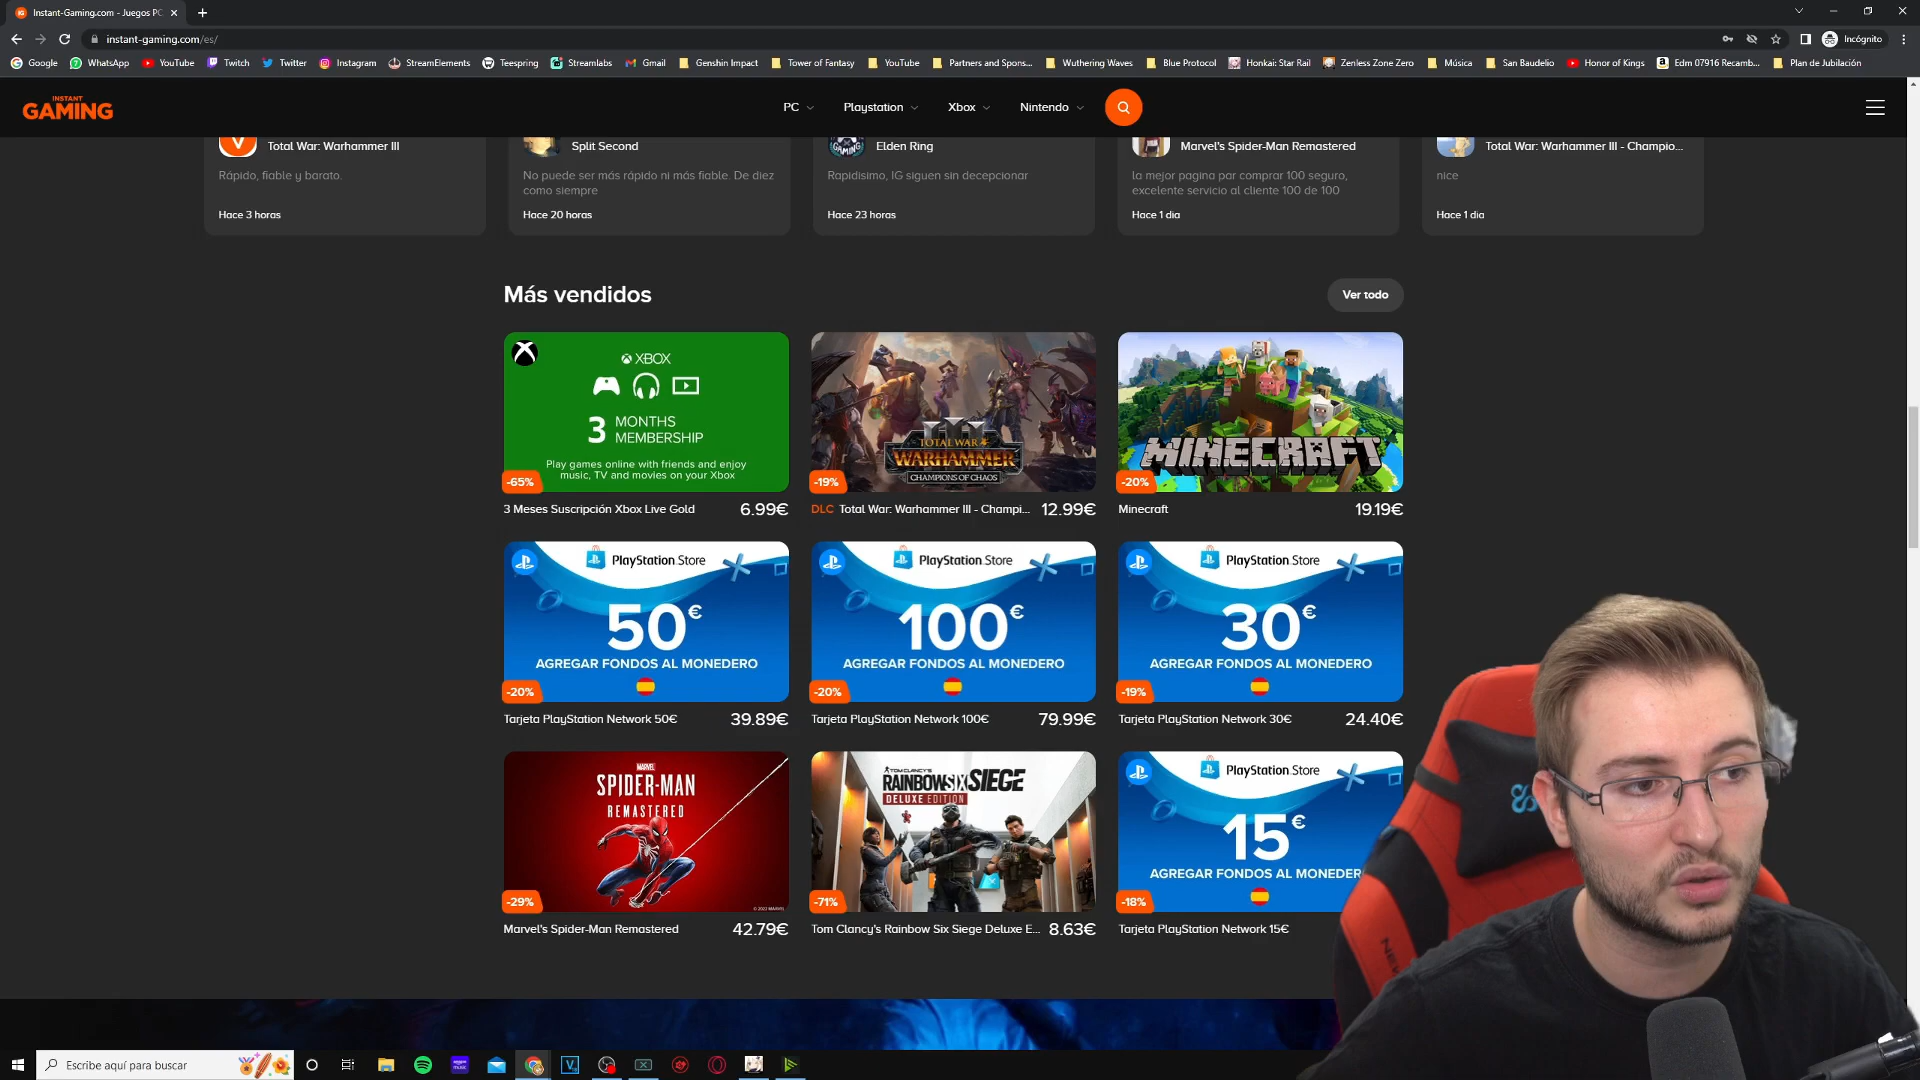 Instant-Gaming.com - Juegos PC
instant-gaming.com/es/
Incógnito
Google
WhatsApp
YouTube
Twitch
Twitter
Instagram
StreamElements
Teespring
Streamlabs
Gmail
Genshin Impact
Tower of Fantasy
YouTube
Partners and Spons...
Wuthering Waves
Blue Protocol
Honkai: Star Rail
Zenless Zone Zero
Música
San Baudelio
Honor of Kings
Edm 07916 Recamb...
Plan de Jubilación
INSTANT
GAMING
PC
Playstation
Xbox
Nintendo
Total War: Warhammer III
Rápido, fiable y barato.
Hace 3 horas
Split Second
No puede ser más rápido ni más fiable. De diez
como siempre
Hace 20 horas
GAMING
Elden Ring
Rapidisimo, IG siguen sin decepcionar
Hace 23 horas
Marvel's Spider-Man Remastered
la mejor pagina par comprar 100 seguro,
excelente servicio al cliente 100 de 100
Hace 1 dia
Total War: Warhammer III - Champio...
nice
Hace 1 dia
Más vendidos
Ver todo
XBOX
3 MONTHS
MEMBERSHIP
Play games online with friends and enjoy
music, TV and movies on your Xbox
-65%
3 Meses Suscripción Xbox Live Gold 6.99€
TOTAL WAR
WARHAMMER
III
CHAMPIONS OF CHAOS
-19%
DLC Total War: Warhammer III - Champi... 12.99€
MINECRAFT
-20%
Minecraft 19.19€
PlayStation.Store
50€
AGREGAR FONDOS AL MONEDERO
-20%
Tarjeta PlayStation Network 50€ 39.89€
PlayStation.Store
100€
AGREGAR FONDOS AL MONEDERO
-20%
Tarjeta PlayStation Network 100€ 79.99€
PlayStation.Store
30€
AGREGAR FONDOS AL MONEDERO
-19%
Tarjeta PlayStation Network 30€ 24.40€
MARVEL
SPIDER-MAN
REMASTERED
© 2022 MARVEL
-29%
Marvel's Spider-Man Remastered 42.79€
TOM CLANCY'S
RAINBOWSIX SIEGE
DELUXE EDITION
-71%
Tom Clancy's Rainbow Six Siege Deluxe E... 8.63€
PlayStation.Store
15€
AGREGAR FONDOS AL MONEDER
-18%
Tarjeta PlayStation Network 15€
Escribe aquí para buscar